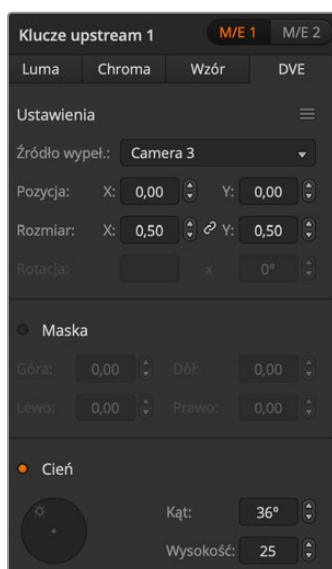 Klucze upstream 1 M/E 1 M/E 2
Luma Chroma Wzór DVE
Ustawienia
Źródło wypeł.: Camera 3
Pozycja: X: 0,00 Y: 0,00
Rozmiar: X: 0,50 Y: 0,50
Rotacja: x 0°
Maska
Góra: 0,00 Dół: 0,00
Lewo: 0,00 Prawo: 0,00
Cień
Kąt: 36°
Wysokość: 25